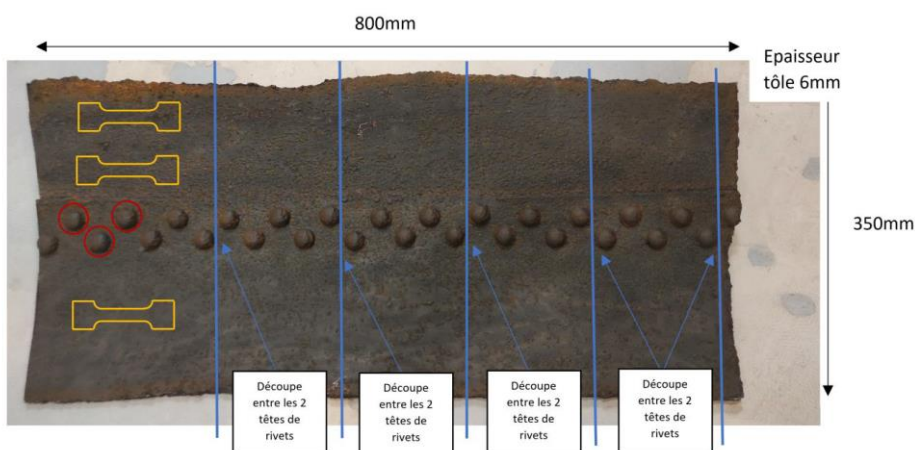 800mm
Epaisseur
tôle 6mm
350mm
Découpe
entre les 2
têtes de
rivets
Découpe
entre les 2
têtes de
rivets
Découpe
entre les 2
têtes de
rivets
Découpe
entre les 2
têtes de
rivets